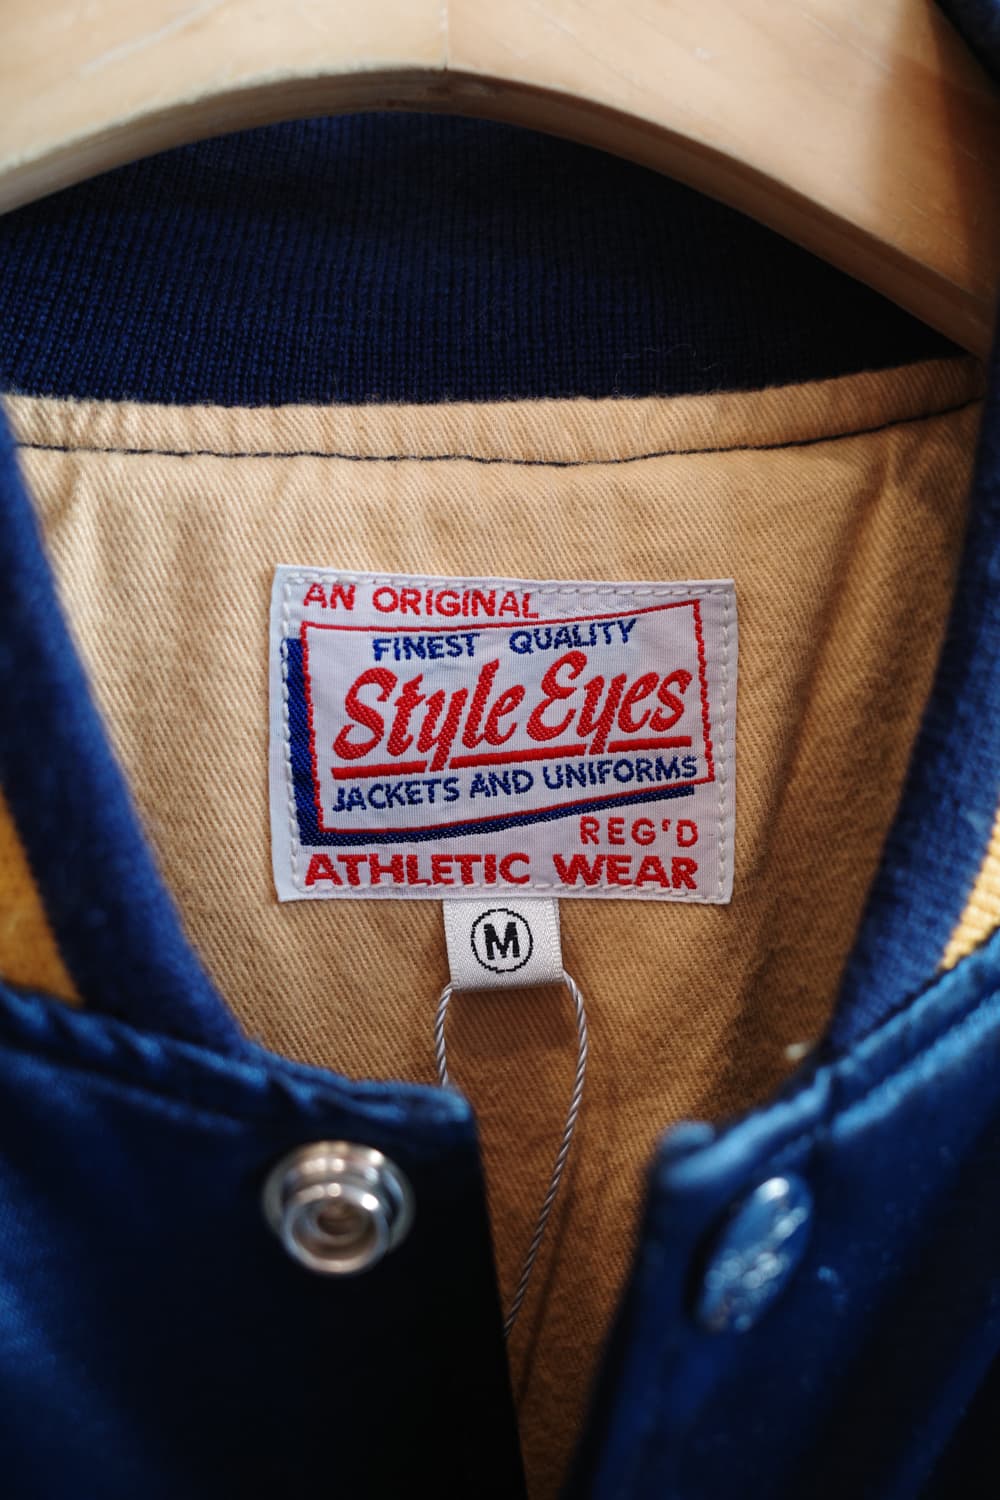 AN ORIGINAL
FINEST QUALITY
Style Eyes
JACKETS AND UNIFORMS
REG'D
ATHLETIC WEAR
M